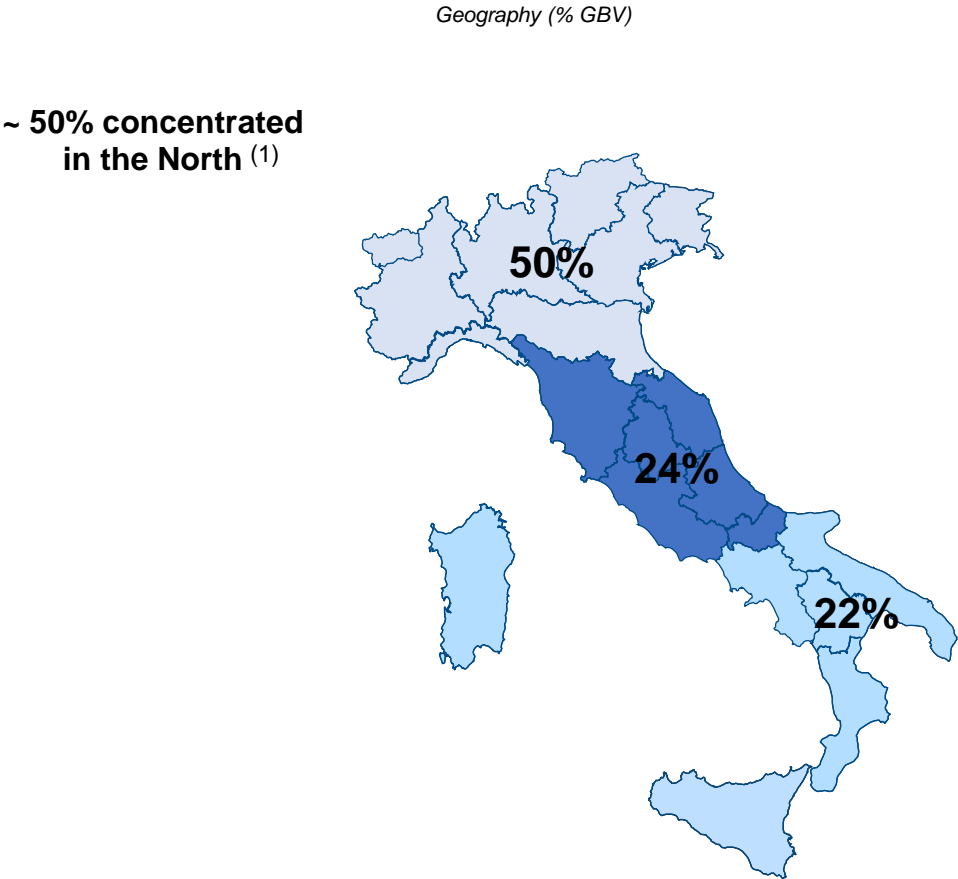 Geography (% GBV)
~ 50% concentrated
in the North (1)
50%
24%
22%